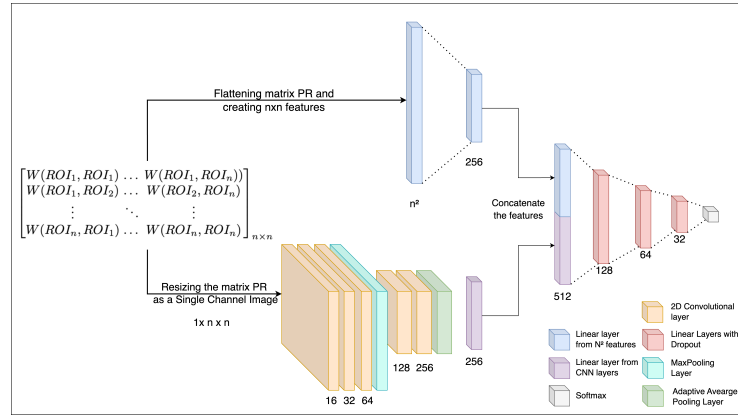 Flattening matrix PR and
creating nxn features
256
n²
W(ROI₁, ROI₁) ... W(ROI₁, ROIₙ))
W(ROI₁, ROI₂) ... W(ROI₂, ROIₙ)
⋮ ⋱ ⋮
W(ROIₙ, ROI₁) ... W(ROIₙ, ROIₙ)
n×n
Concatenate
the features
128
64
32
512
Resizing the matrix PR
as a Single Channel Image
1x n x n
16 32 64
128 256
256
2D Convolutional
layer
Linear layer
from N² features
Linear Layers with
Dropout
Linear layer from
CNN layers
MaxPooling
Layer
Softmax
Adaptive Avearge
Pooling Layer